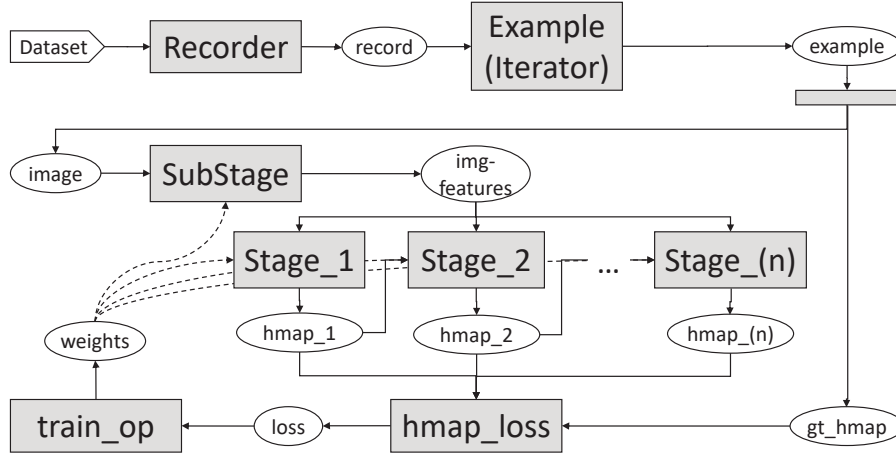 Dataset
Recorder
record
Example
(Iterator)
example
image
SubStage
img-
features
Stage_1
Stage_2
...
Stage_(n)
hmap_1
hmap_2
hmap_(n)
weights
train_op
loss
hmap_loss
gt_hmap